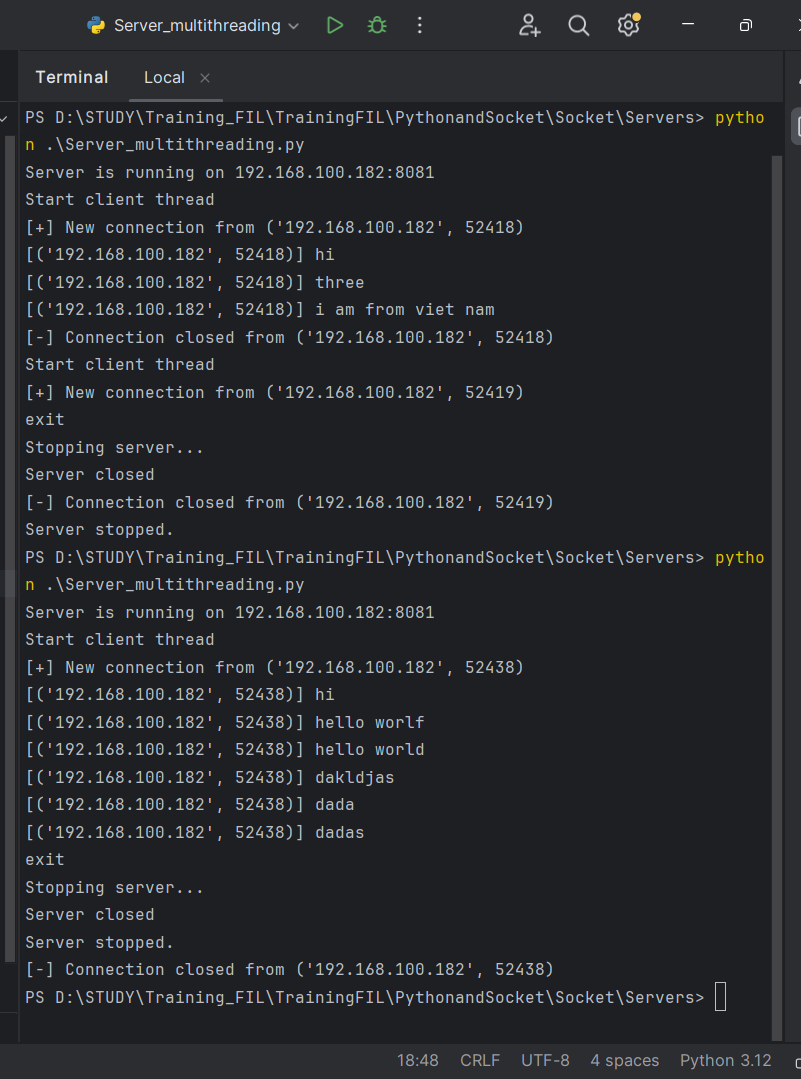 Server_multithreading
Terminal
Local
PS D:\STUDY\Training_FIL\TrainingFIL\PythonandSocket\Socket\Servers> pytho
n .\Server_multithreading.py
Server is running on 192.168.100.182:8081
Start client thread
[+] New connection from ('192.168.100.182', 52418)
[('192.168.100.182', 52418)] hi
[('192.168.100.182', 52418)] three
[('192.168.100.182', 52418)] i am from viet nam
[-] Connection closed from ('192.168.100.182', 52418)
Start client thread
[+] New connection from ('192.168.100.182', 52419)
exit
Stopping server...
Server closed
[-] Connection closed from ('192.168.100.182', 52419)
Server stopped.
PS D:\STUDY\Training_FIL\TrainingFIL\PythonandSocket\Socket\Servers> pytho
n .\Server_multithreading.py
Server is running on 192.168.100.182:8081
Start client thread
[+] New connection from ('192.168.100.182', 52438)
[('192.168.100.182', 52438)] hi
[('192.168.100.182', 52438)] hello worlf
[('192.168.100.182', 52438)] hello world
[('192.168.100.182', 52438)] dakldjas
[('192.168.100.182', 52438)] dada
[('192.168.100.182', 52438)] dadas
exit
Stopping server...
Server closed
Server stopped.
[-] Connection closed from ('192.168.100.182', 52438)
PS D:\STUDY\Training_FIL\TrainingFIL\PythonandSocket\Socket\Servers>
18:48 CRLF UTF-8 4 spaces Python 3.12